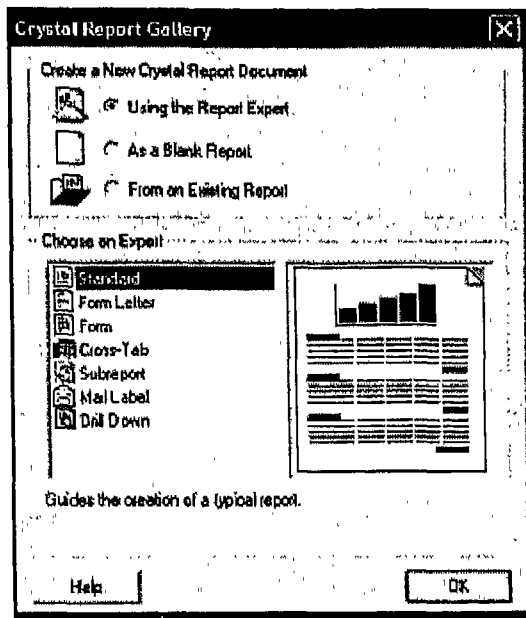 Crystal Report Gallery
Create a New Crystal Report Document
Using the Report Expert
As a Blank Report
From an Existing Report
Choose an Expert
Standard
Form Letter
Form
Cross-Tab
Subreport
Mail Label
Drill Down
Guides the creation of a typical report.
Help
OK